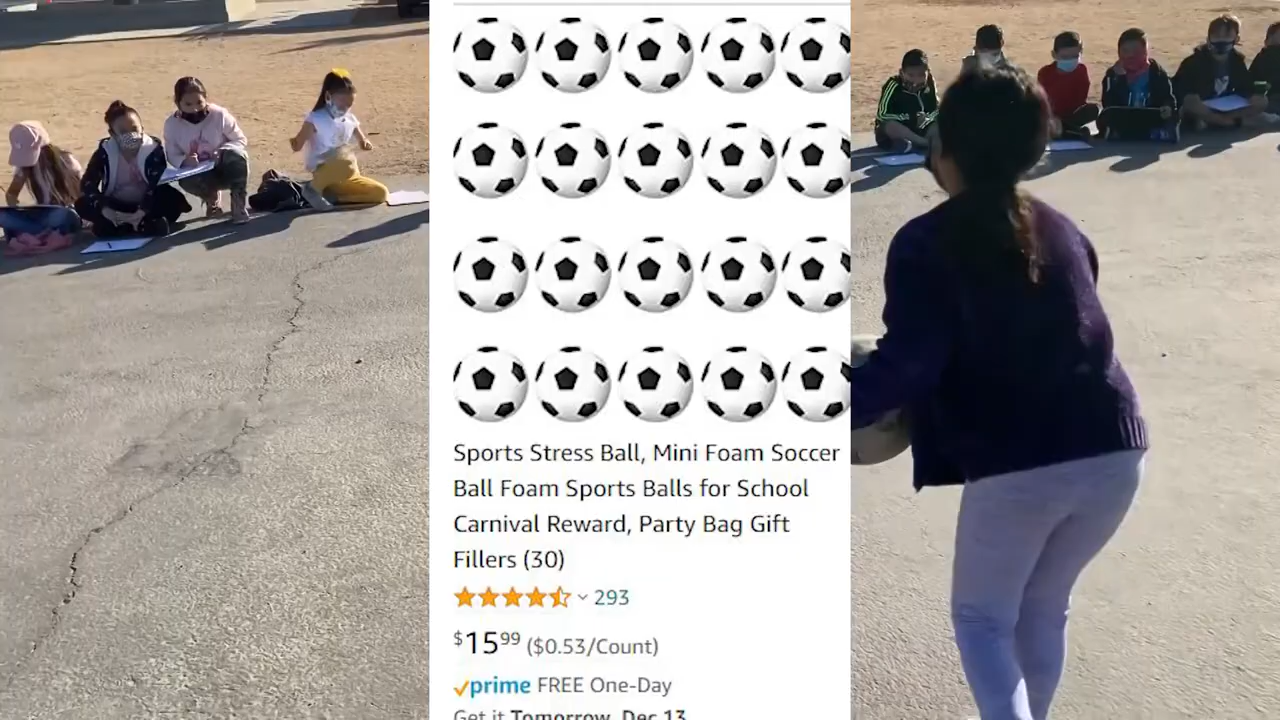 Sports Stress Ball, Mini Foam Soccer
Ball Foam Sports Balls for School
Carnival Reward, Party Bag Gift
Fillers (30)
293
$15.99 ($0.53/Count)
prime FREE One-Day
Get it Tomorrow, Dec 13